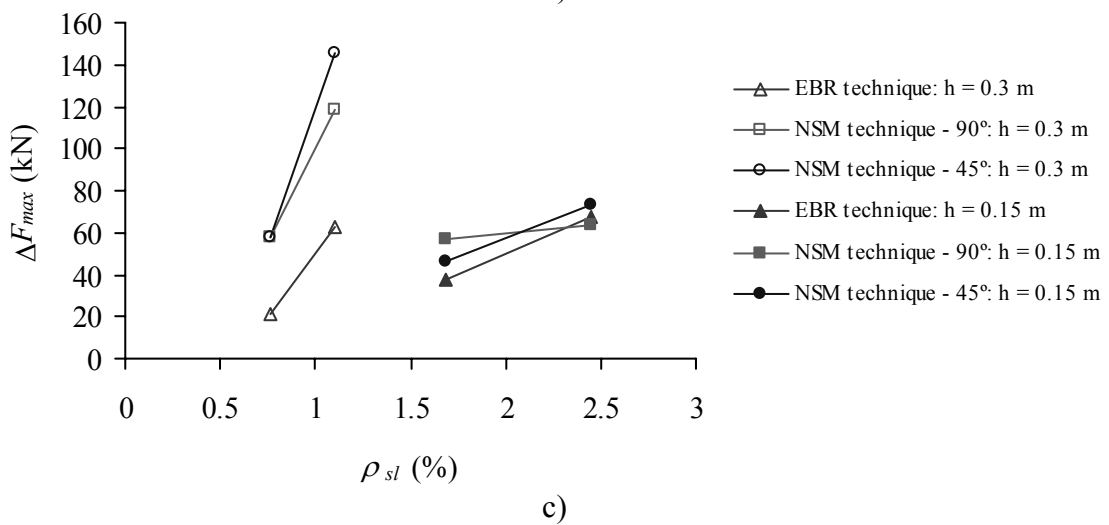 160
140
120
100
80
60
40
20
0
ΔFmax (kN)
0 0.5 1 1.5 2 2.5 3
ρ sl (%)
EBR technique: h = 0.3 m
NSM technique - 90º: h = 0.3 m
NSM technique - 45º: h = 0.3 m
EBR technique: h = 0.15 m
NSM technique - 90º: h = 0.15 m
NSM technique - 45º: h = 0.15 m
c)